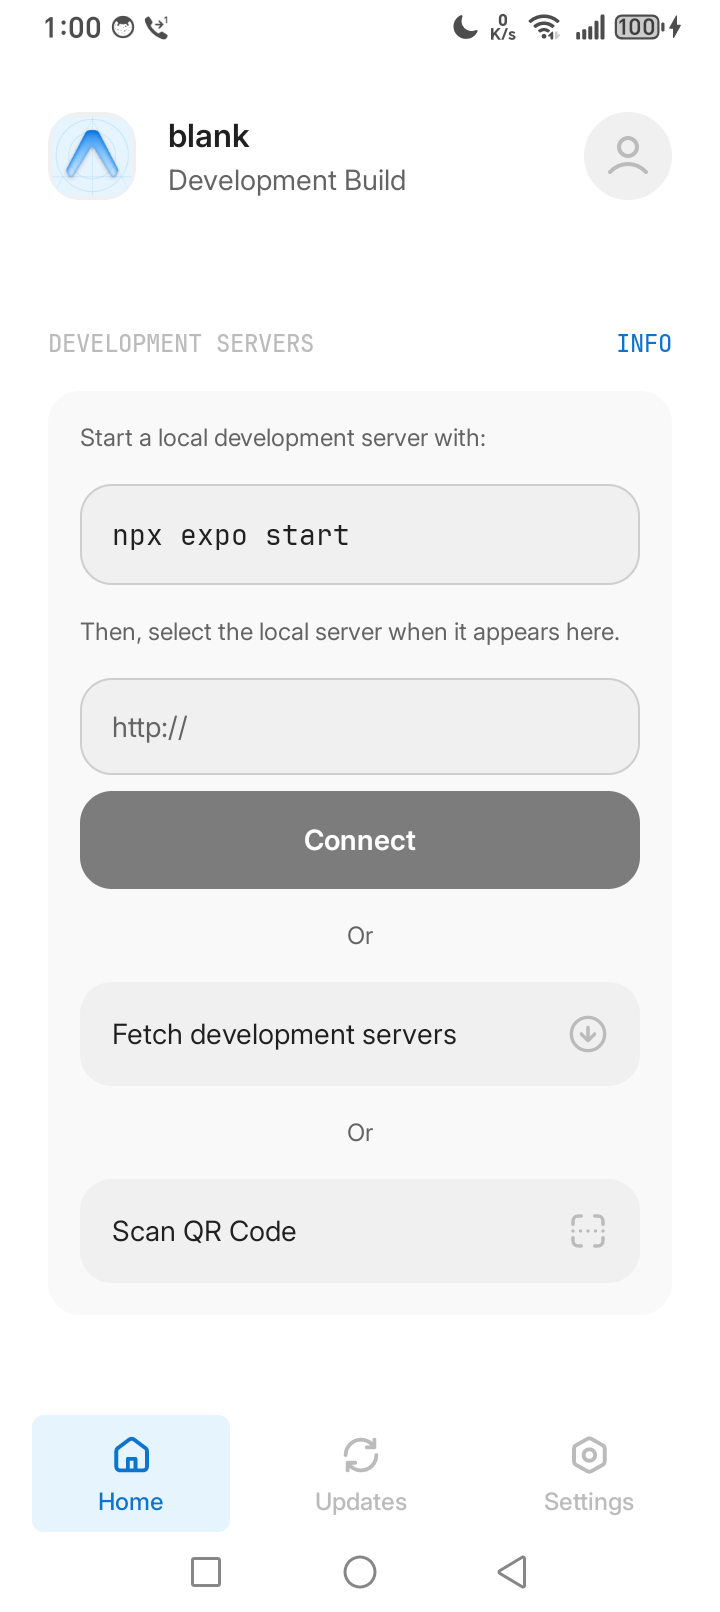 1:00
0
K/s
100
blank
Development Build
DEVELOPMENT SERVERS
INFO
Start a local development server with:
npx expo start
Then, select the local server when it appears here.
http://
Connect
Or
Fetch development servers
Or
Scan QR Code
Home
Updates
Settings